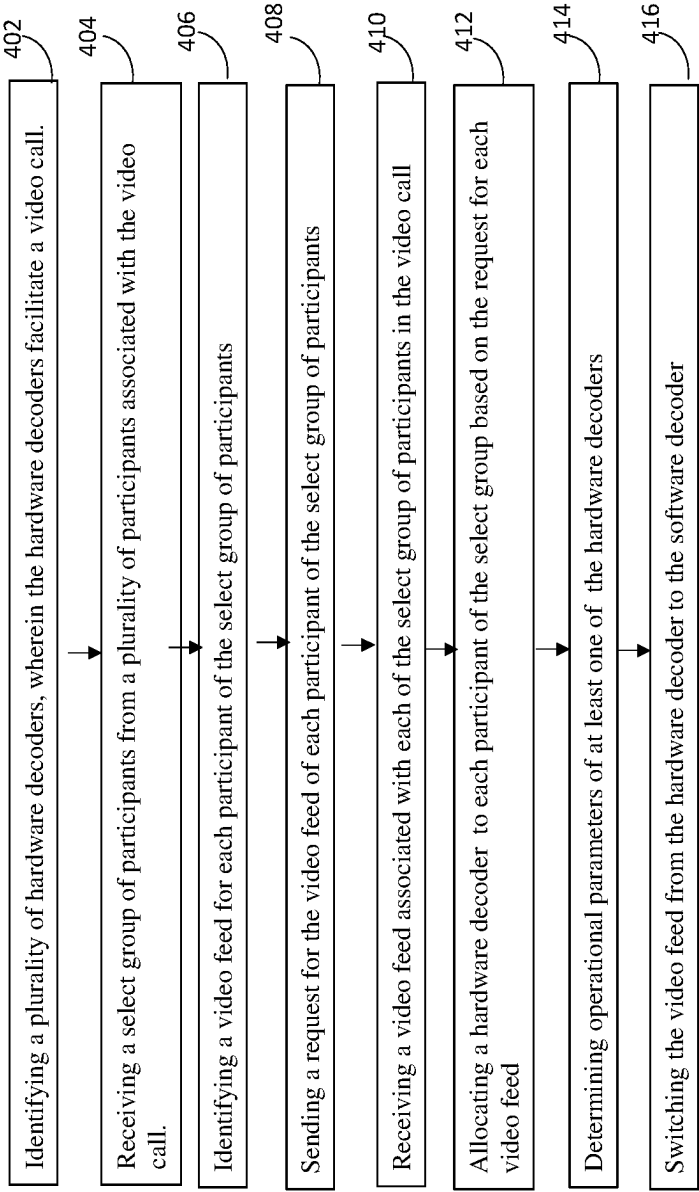 402
Identifying a plurality of hardware decoders, wherein the hardware decoders facilitate a video call.
404
Receiving a select group of participants from a plurality of participants associated with the video
call.
406
Identifying a video feed for each participant of the select group of participants
408
Sending a request for the video feed of each participant of the select group of participants
410
Receiving a video feed associated with each of the select group of participants in the video call
412
Allocating a hardware decoder to each participant of the select group based on the request for each
video feed
414
Determining operational parameters of at least one of the hardware decoders
416
Switching the video feed from the hardware decoder to the software decoder